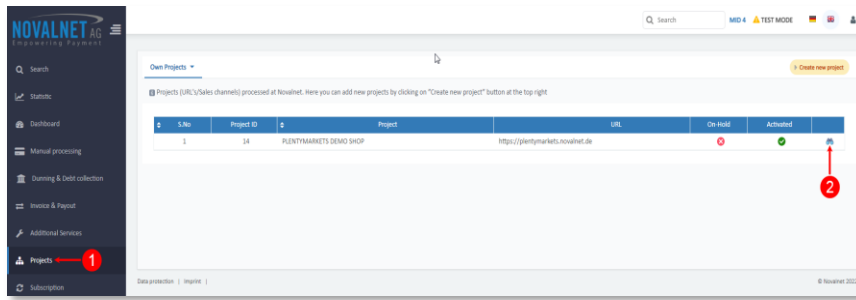 NOVALNET AG
Empowering Payment
Search
MID 4 TEST MODE
Search
Statistic
Dashboard
Manual processing
Dunning & Debt collection
Invoice & Payout
Additional Services
Projects
Subscription
Own Projects
Create new project
Projects (URL's/Sales channels) processed at Novalnet. Here you can add new projects by clicking on "Create new project" button at the top right
S.No Project ID Project URL On-Hold Activated
1 14 PLENTYMARKETS DEMO SHOP https://plentymarkets.novalnet.de
1
2
Data protection | Imprint |
© Novalnet 202